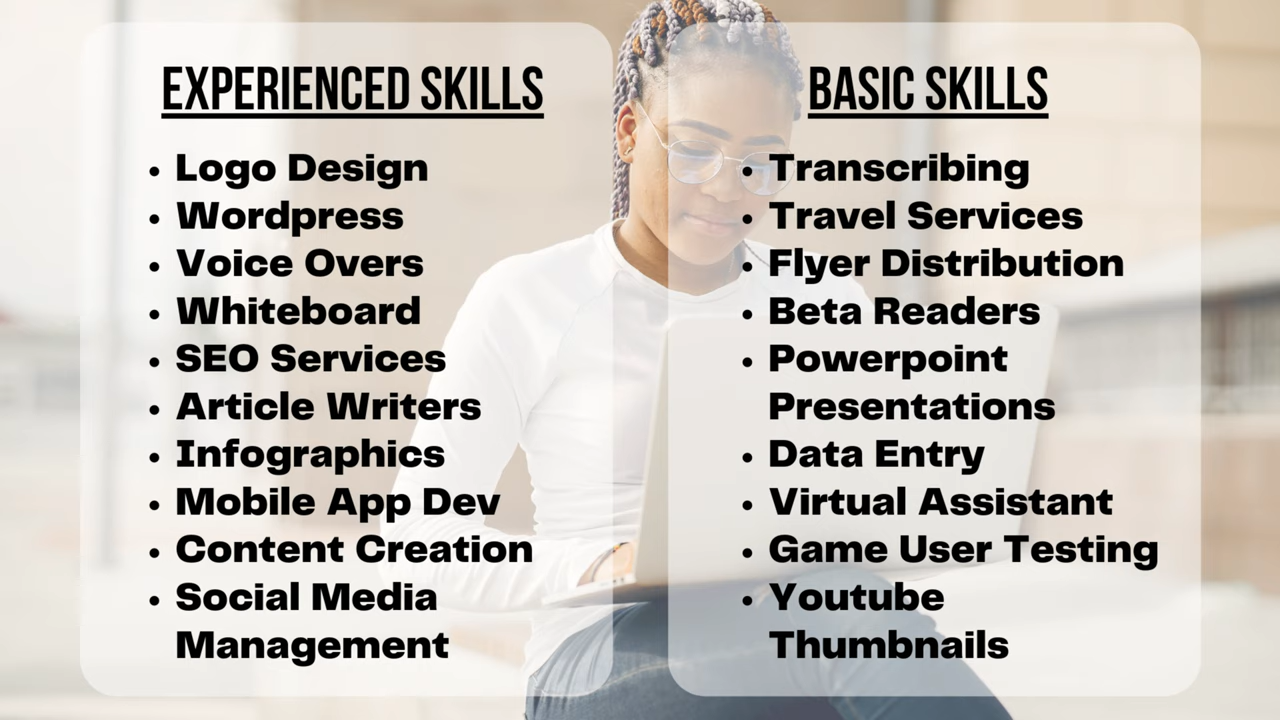 EXPERIENCED SKILLS
• Logo Design
• Wordpress
• Voice Overs
• Whiteboard
• SEO Services
• Article Writers
• Infographics
• Mobile App Dev
• Content Creation
• Social Media
Management
BASIC SKILLS
• Transcribing
• Travel Services
• Flyer Distribution
• Beta Readers
• Powerpoint
Presentations
• Data Entry
• Virtual Assistant
• Game User Testing
• Youtube
Thumbnails